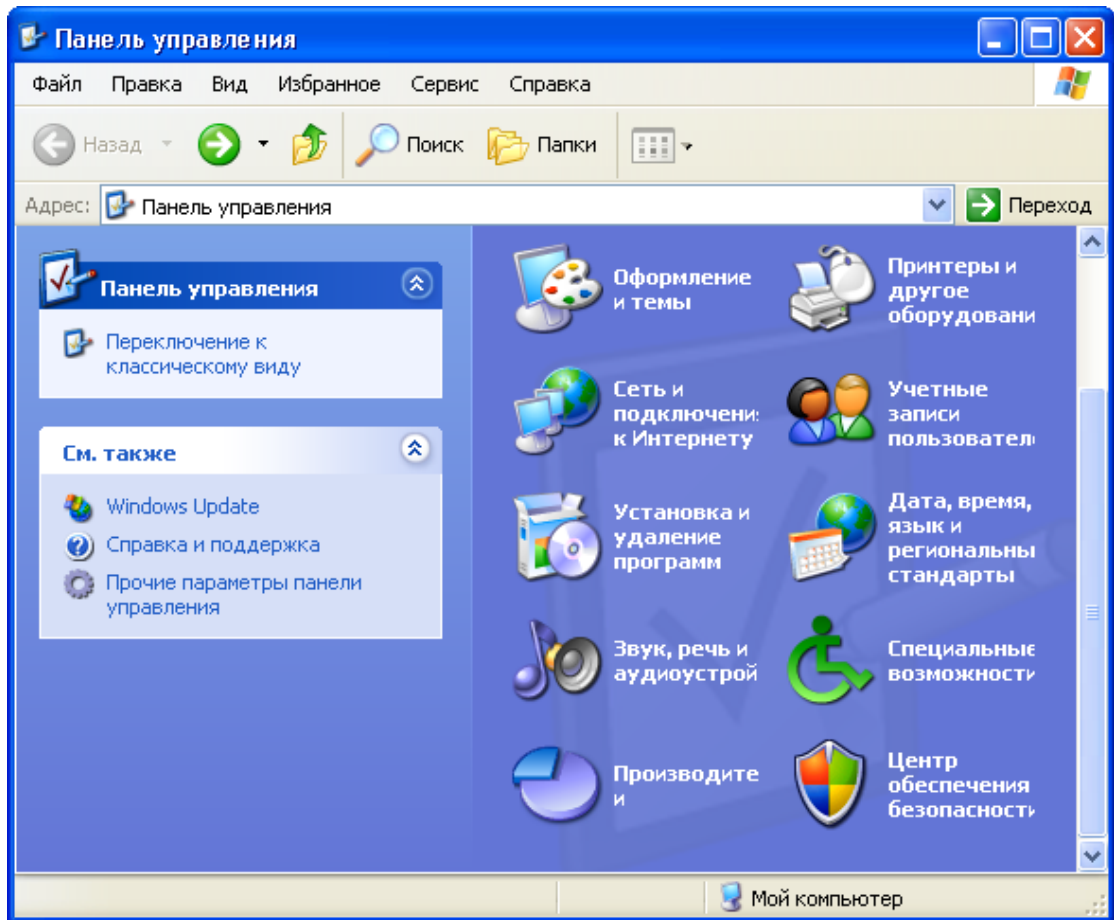 Панель управления
Файл Правка Вид Избранное Сервис Справка
Назад Поиск Папки
Адрес: Панель управления Переход
Панель управления
Переключение к
классическому виду
См. также
Windows Update
Справка и поддержка
Прочие параметры панели
управления
Оформление
и темы
Принтеры и
другое
оборудовани
Сеть и
подключени
к Интернету
Учетные
записи
пользовател
Установка и
удаление
программ
Дата, время,
язык и
региональны
стандарты
Звук, речь и
аудиоустрой
Специальные
возможности
Производите
и
Центр
обеспечения
безопасности
Мой компьютер